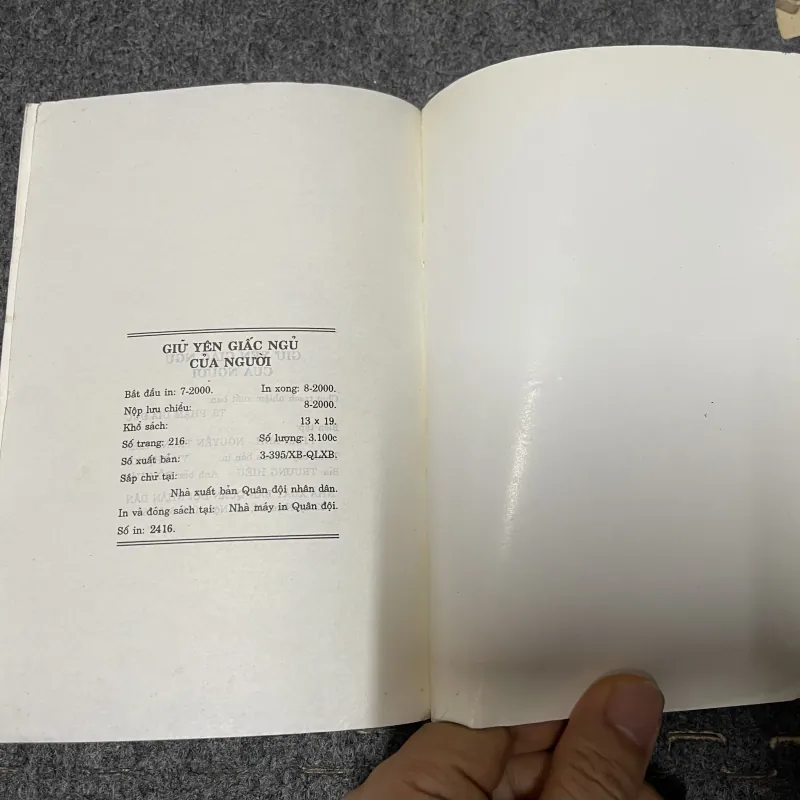 GIỮ YÊN GIẤC NGỦ
CỦA NGƯỜI
Bắt đầu in: 7-2000. In xong: 8-2000.
Nộp lưu chiểu: 8-2000.
Khổ sách: 13 x 19.
Số trang: 216. Số lượng: 3.100c
Số xuất bản: 3-395/XB-QLXB.
Sắp chữ tại:
Nhà xuất bản Quân đội nhân dân.
In và đóng sách tại: Nhà máy in Quân đội.
Số in: 2416.